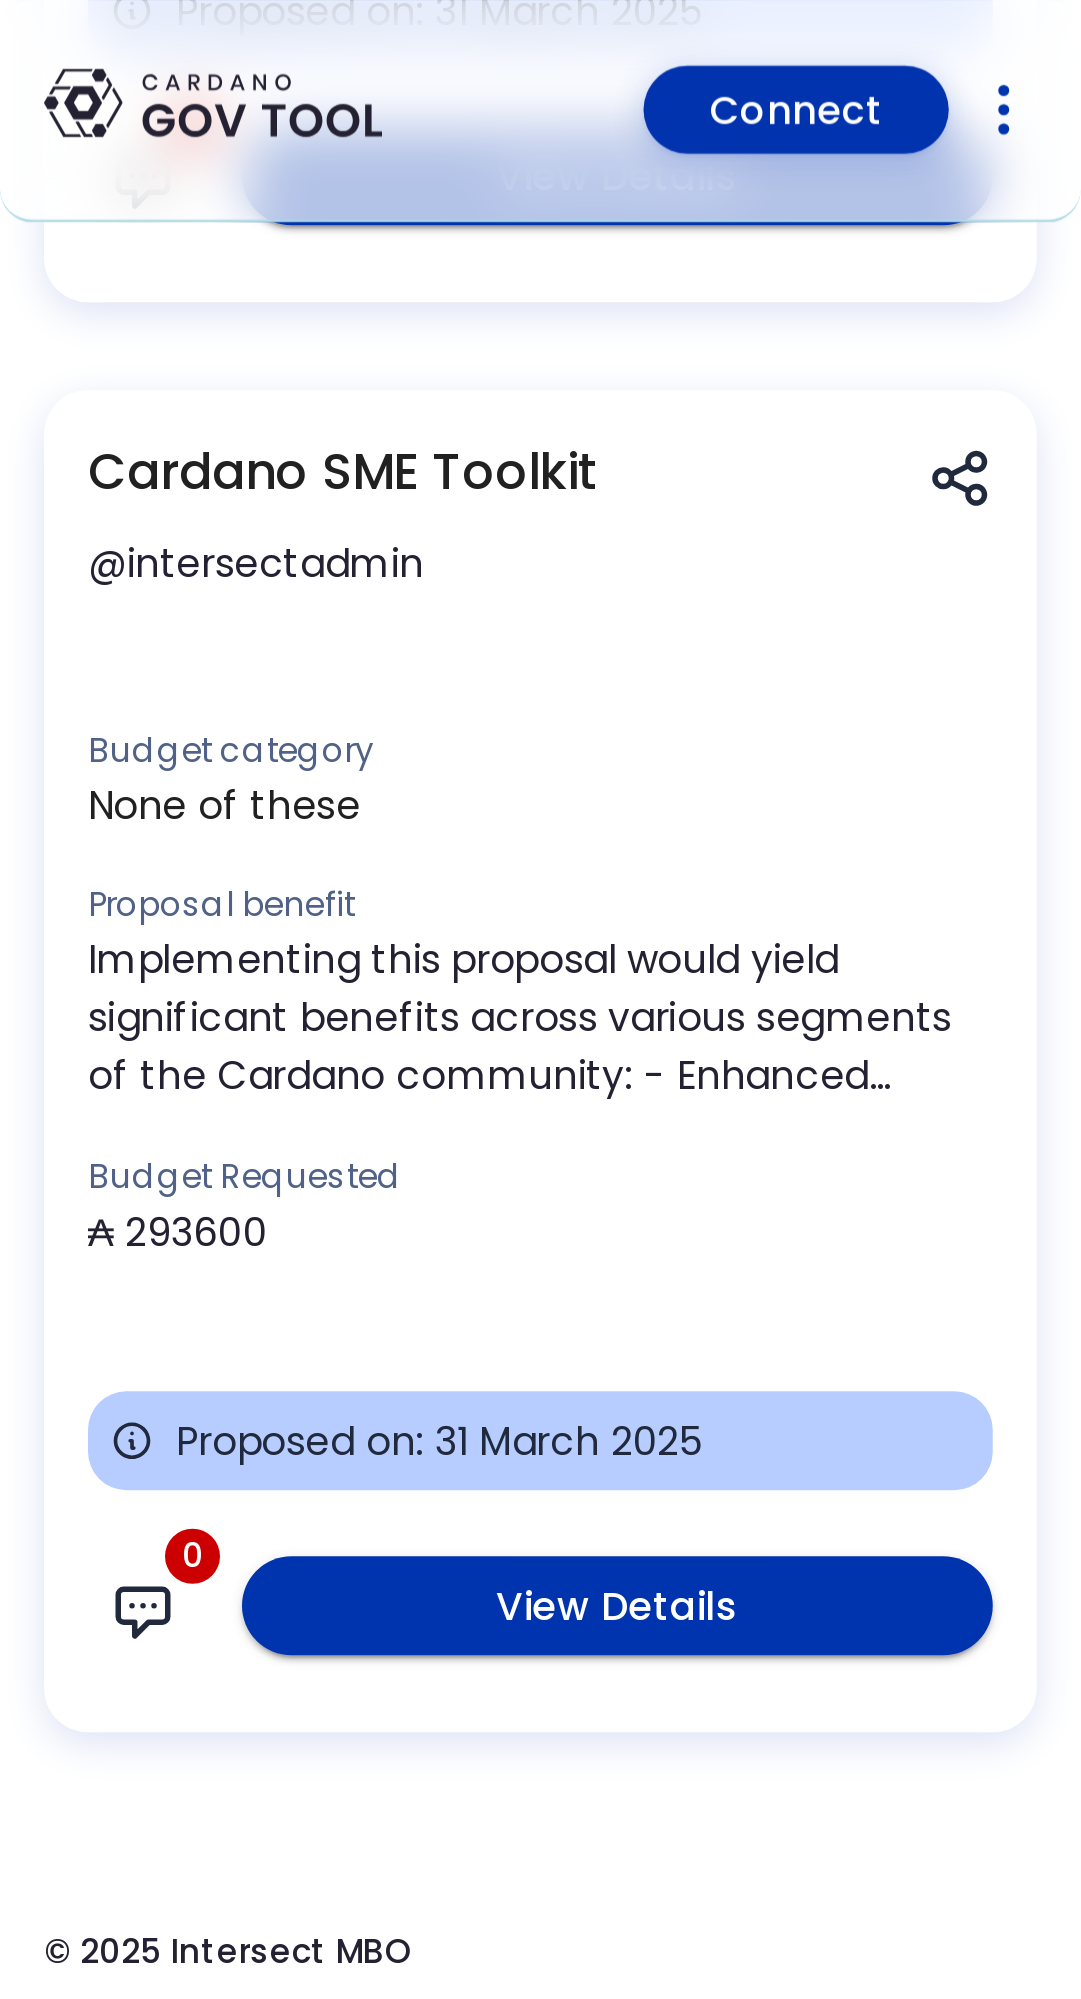 Proposed on: 31 March 2025
CARDANO
GOV TOOL
Connect
View Details
Cardano SME Toolkit
@intersectadmin
Budget category
None of these
Proposal benefit
Implementing this proposal would yield
significant benefits across various segments
of the Cardano community: - Enhanced...
Budget Requested
₳ 293600
Proposed on: 31 March 2025
0
View Details
© 2025 Intersect MBO